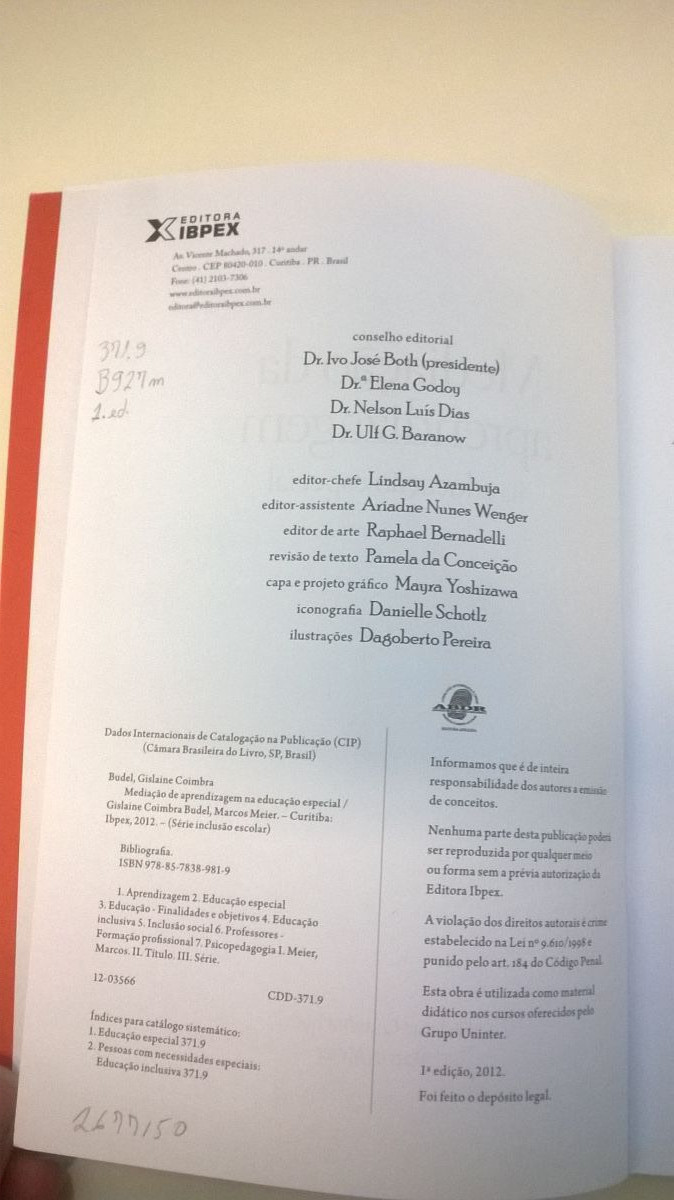 EDITORA
IBPEX
Av. Vicente Machado, 317 . 14º andar
Centro . CEP 80420-010 . Curitiba . PR . Brasil
Fone: (41) 2103-7306
www.editoraibpex.com.br
editora@editoraibpex.com.br
371.9
B927m
1.ed.
conselho editorial
Dr. Ivo José Both (presidente)
Dr.ª Elena Godoy
Dr. Nelson Luís Dias
Dr. Ulf G. Baranow
editor-chefe Lindsay Azambuja
editor-assistente Ariadne Nunes Wenger
editor de arte Raphael Bernadelli
revisão de texto Pamela da Conceição
capa e projeto gráfico Mayra Yoshizawa
iconografia Danielle Schotlz
ilustrações Dagoberto Pereira
Dados Internacionais de Catalogação na Publicação (CIP)
(Câmara Brasileira do Livro, SP, Brasil)
Budel, Gislaine Coimbra
Mediação de aprendizagem na educação especial /
Gislaine Coimbra Budel, Marcos Meier. – Curitiba:
Ibpex, 2012. – (Série inclusão escolar)
Bibliografia.
ISBN 978-85-7838-981-9
1. Aprendizagem 2. Educação especial
3. Educação - Finalidades e objetivos 4. Educação
inclusiva 5. Inclusão social 6. Professores -
Formação profissional 7. Psicopedagogia I. Meier,
Marcos. II. Título. III. Série.
12-03566
CDD-371.9
Índices para catálogo sistemático:
1. Educação especial 371.9
2. Pessoas com necessidades especiais:
Educação inclusiva 371.9
2677/50
ABDR
Informamos que é de inteira
responsabilidade dos autores a emissão
de conceitos.
Nenhuma parte desta publicação poderá
ser reproduzida por qualquer meio
ou forma sem a prévia autorização da
Editora Ibpex.
A violação dos direitos autorais é crime
estabelecido na Lei nº 9.610/1998 e
punido pelo art. 184 do Código Penal.
Esta obra é utilizada como material
didático nos cursos oferecidos pelo
Grupo Uninter.
1ª edição, 2012.
Foi feito o depósito legal.